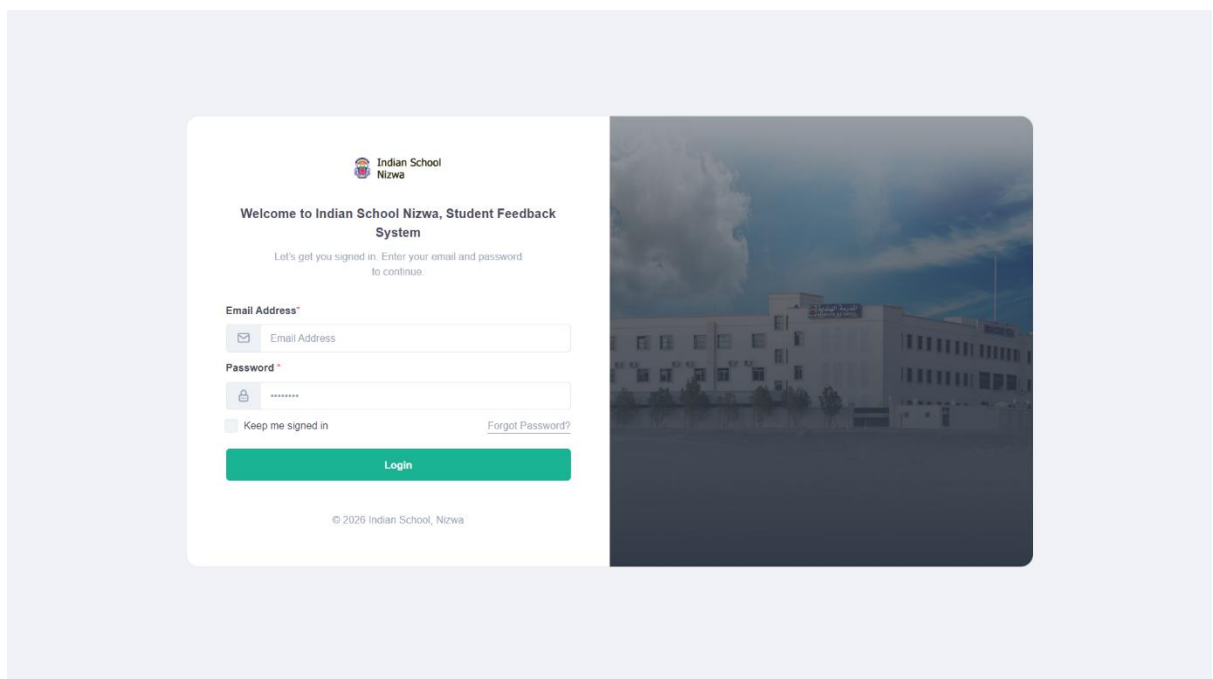 Indian School
Nizwa
Welcome to Indian School Nizwa, Student Feedback
System
Let's get you signed in. Enter your email and password
to continue.
Email Address*
Email Address
Password *
Keep me signed in
Forgot Password?
Login
© 2026 Indian School, Nizwa